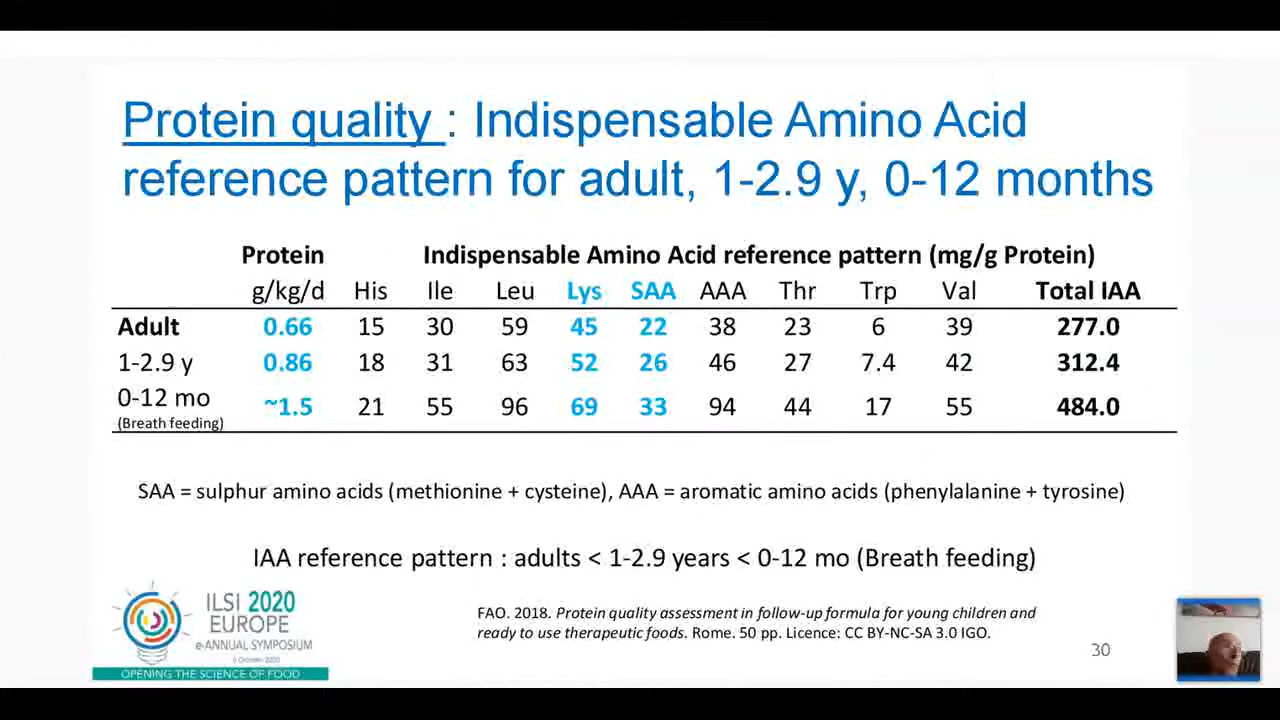 Protein quality : Indispensable Amino Acid
reference pattern for adult, 1-2.9 y, 0-12 months
Protein Indispensable Amino Acid reference pattern (mg/g Protein)
g/kg/d His Ile Leu Lys SAA AAA Thr Trp Val Total IAA
Adult 0.66 15 30 59 45 22 38 23 6 39 277.0
1-2.9 y 0.86 18 31 63 52 26 46 27 7.4 42 312.4
0-12 mo ~1.5 21 55 96 69 33 94 44 17 55 484.0
(Breath feeding)
SAA = sulphur amino acids (methionine + cysteine), AAA = aromatic amino acids (phenylalanine + tyrosine)
IAA reference pattern : adults < 1-2.9 years < 0-12 mo (Breath feeding)
ILSI 2020
EUROPE
e-ANNUAL SYMPOSIUM
October 2020
OPENING THE SCIENCE OF FOOD
FAO. 2018. Protein quality assessment in follow-up formula for young children and
ready to use therapeutic foods. Rome. 50 pp. Licence: CC BY-NC-SA 3.0 IGO.
30